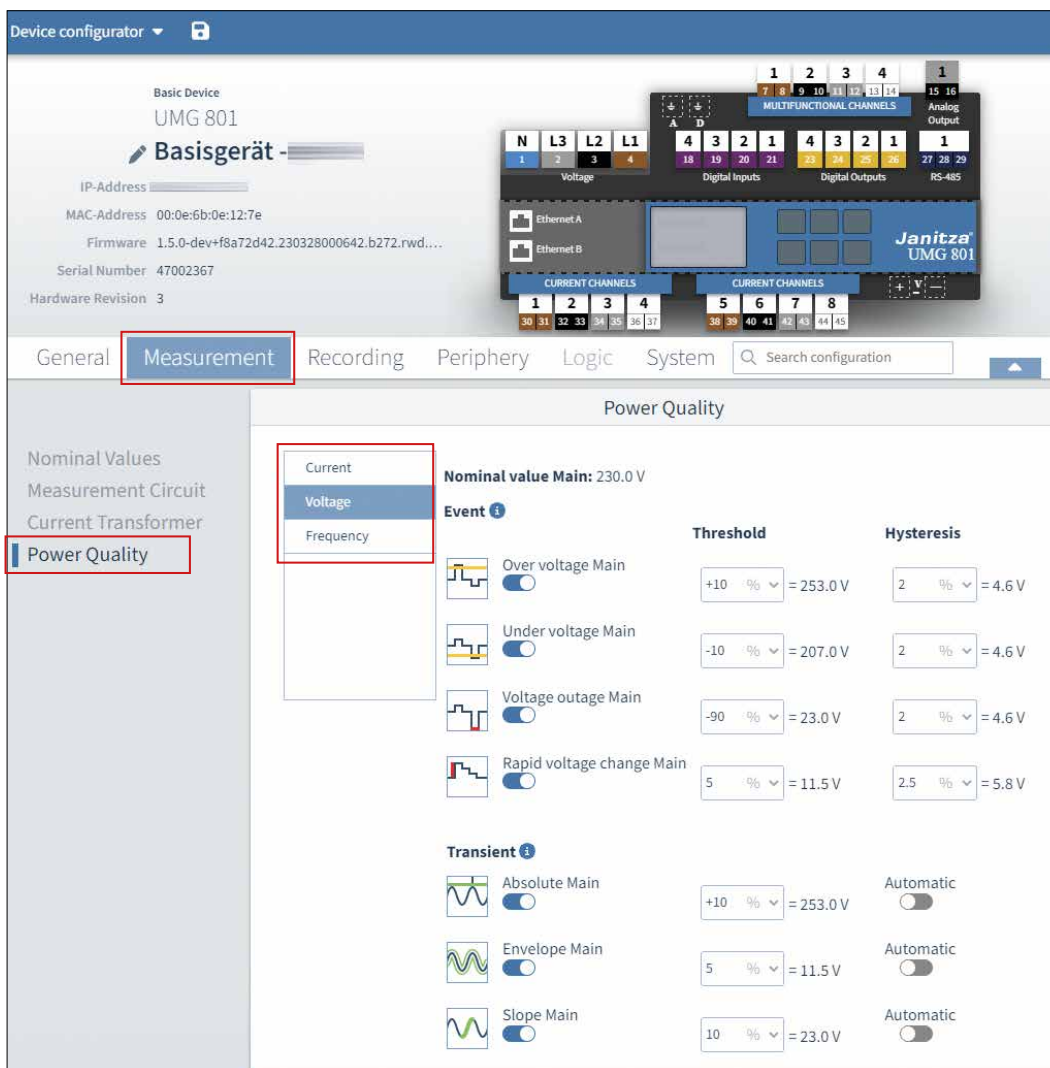 Device configurator
Basic Device
UMG 801
Basisgerät -
IP-Address
MAC-Address 00:0e:6b:0e:12:7e
Firmware 1.5.0-dev+f8a72d42.230328000642.b272.rwd....
Serial Number 47002367
Hardware Revision 3
1 2 3 4 1
7 8 9 10 11 12 13 14 15 16
MULTIFUNCTIONAL CHANNELS
Analog
Output
A D
N L3 L2 L1 4 3 2 1 4 3 2 1 1
1 2 3 4 18 19 20 21 23 24 25 26 27 28 29
Voltage Digital Inputs Digital Outputs RS-485
Ethernet A
Ethernet B
Janitza
UMG 801
CURRENT CHANNELS CURRENT CHANNELS + V —
1 2 3 4 5 6 7 8
30 31 32 33 34 35 36 37 38 39 40 41 42 43 44 45
General Measurement Recording Periphery Logic System Search configuration
Power Quality
Nominal Values
Measurement Circuit
Current Transformer
Power Quality
Current
Voltage
Frequency
Nominal value Main: 230.0 V
Event
Threshold Hysteresis
Over voltage Main
+10 % = 253.0 V 2 % = 4.6 V
Under voltage Main
-10 % = 207.0 V 2 % = 4.6 V
Voltage outage Main
-90 % = 23.0 V 2 % = 4.6 V
Rapid voltage change Main
5 % = 11.5 V 2.5 % = 5.8 V
Transient
Absolute Main Automatic
+10 % = 253.0 V
Envelope Main Automatic
5 % = 11.5 V
Slope Main Automatic
10 % = 23.0 V